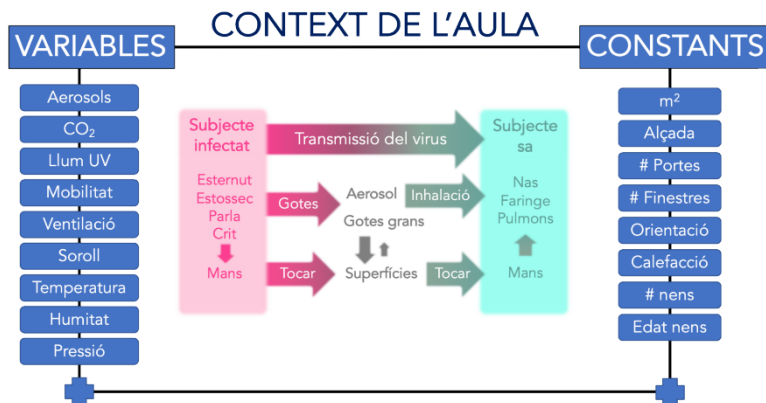 CONTEXT DE L'AULA
VARIABLES
Aerosols
CO₂
Llum UV
Mobilitat
Ventilació
Soroll
Temperatura
Humitat
Pressió
Subjecte
infectat
Esternut
Estossec
Parla
Crit
Mans
Transmissió del virus
Gotes
Aerosol
Inhalació
Gotes grans
Tocar
Superfícies
Tocar
Subjecte
sa
Nas
Faringe
Pulmons
Mans
CONSTANTS
m²
Alçada
# Portes
# Finestres
Orientació
Calefacció
# nens
Edat nens